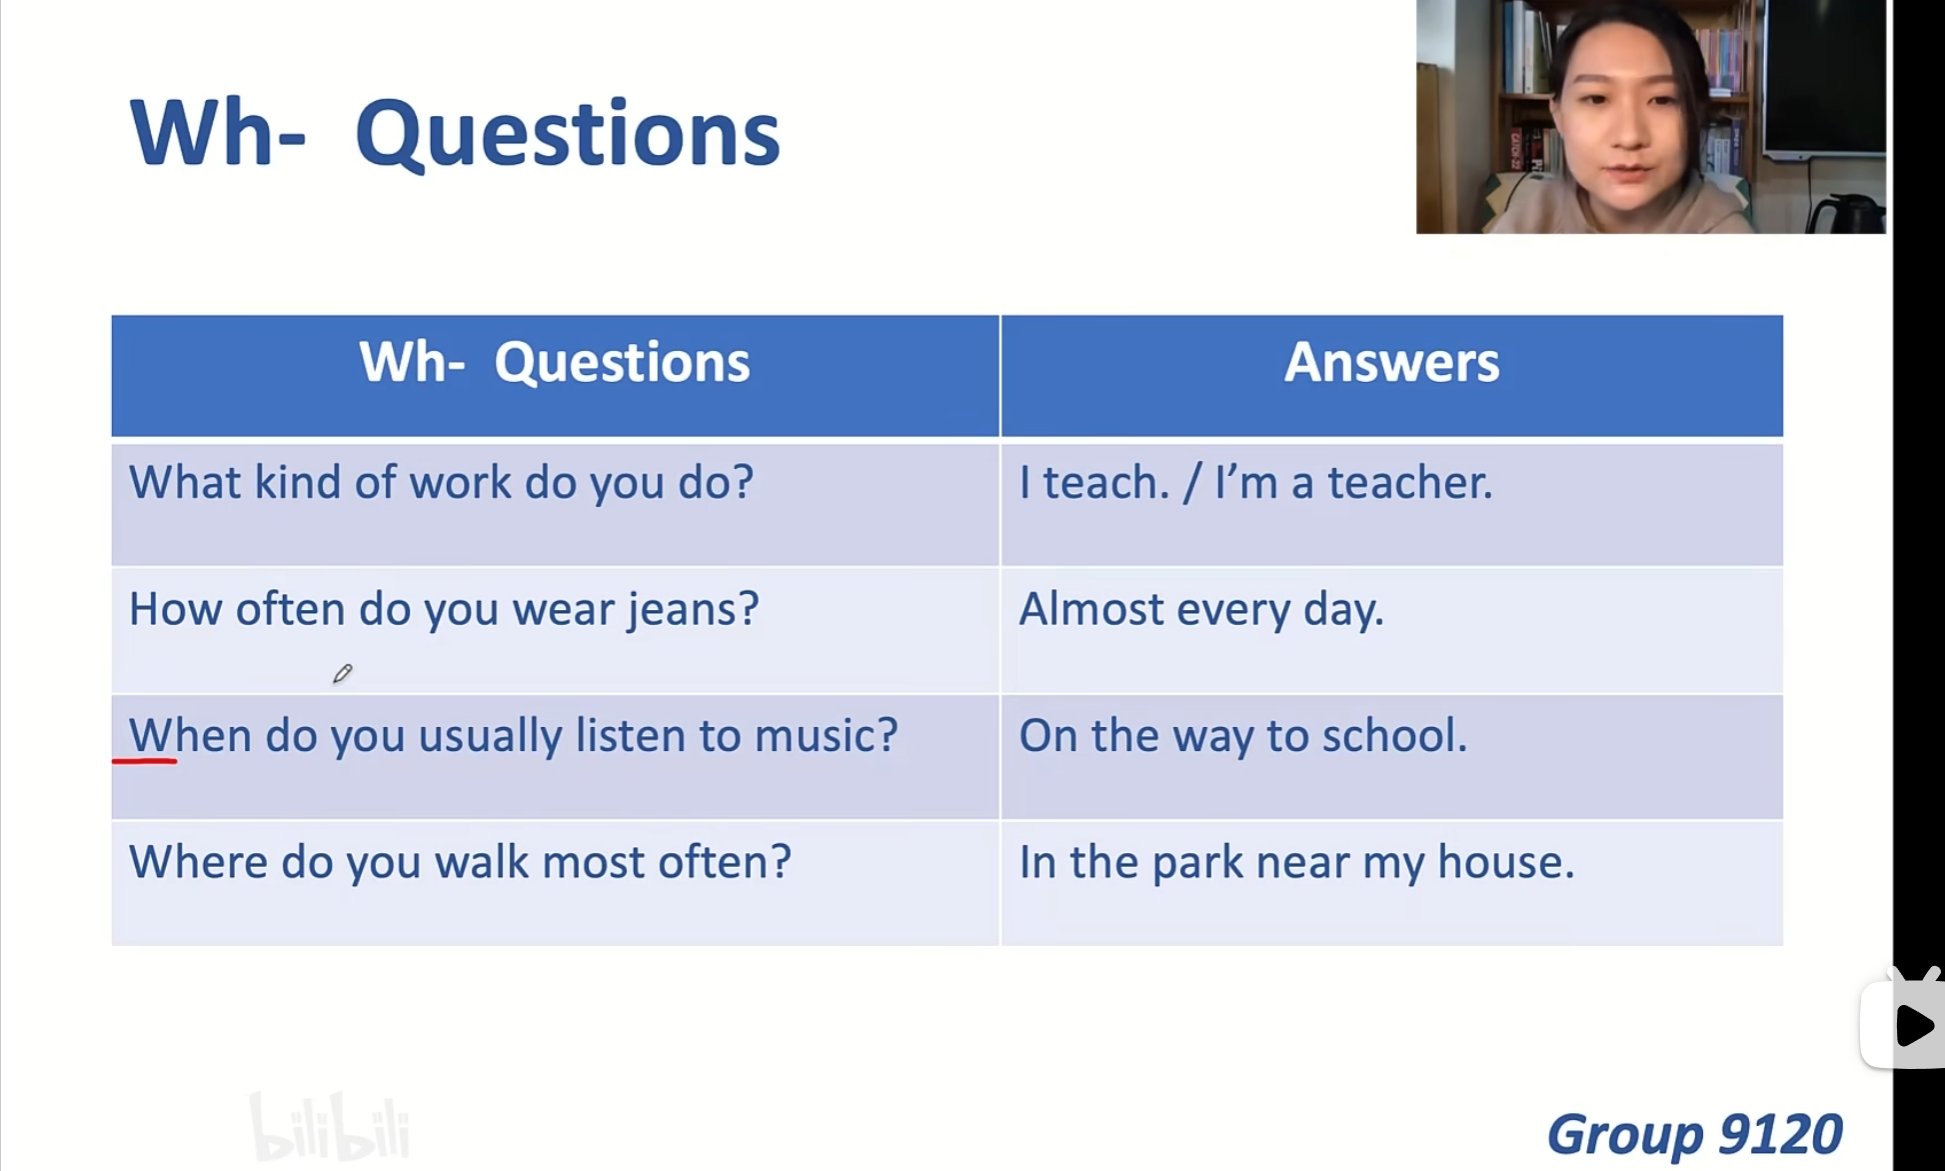 Wh- Questions
Wh- Questions
Answers
What kind of work do you do?
I teach. / I'm a teacher.
How often do you wear jeans?
Almost every day.
When do you usually listen to music?
On the way to school.
Where do you walk most often?
In the park near my house.
bilibili
Group 9120
CATCH-22